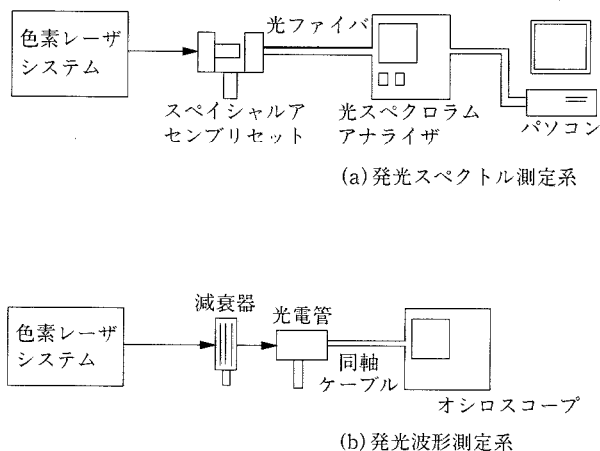 光ファイバ
色素レーザ
システム
スペイシャルア
センブリセット
光スペクロラム
アナライザ
パソコン
(a)発光スペクトル測定系
減衰器
光電管
色素レーザ
システム
同軸
ケーブル
オシロスコープ
(b)発光波形測定系